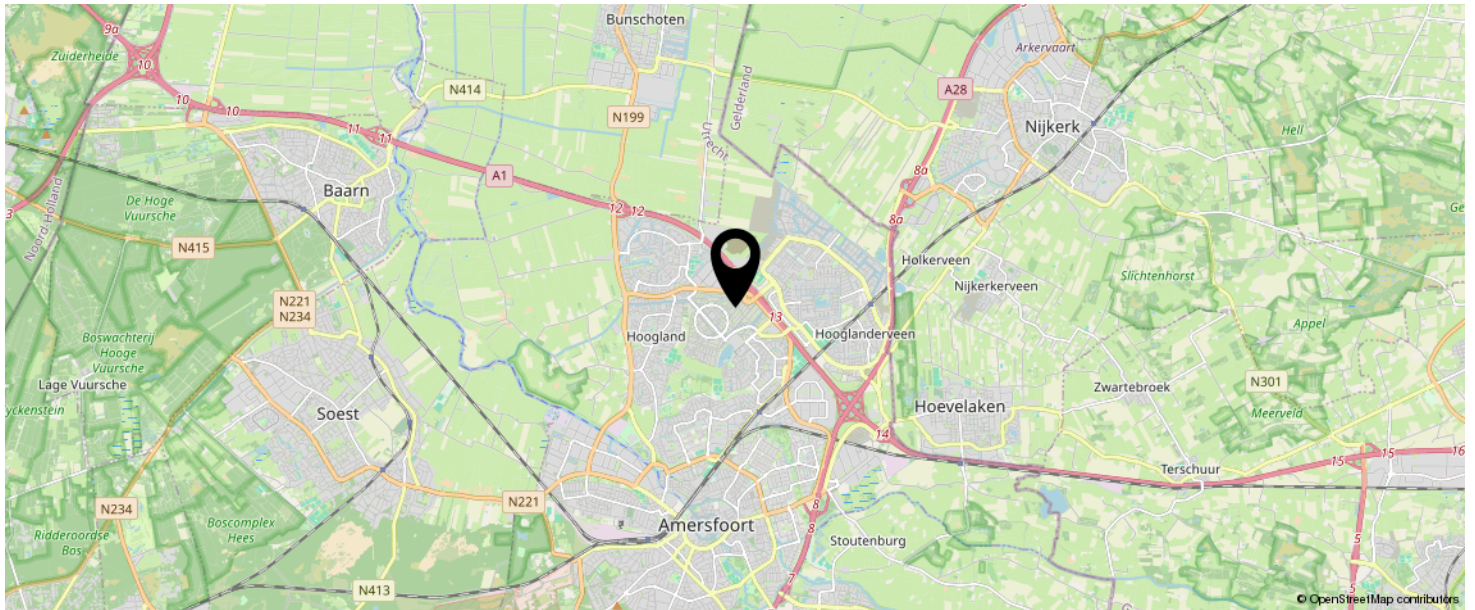 9a
Zuiderheide
10
10
10
Bunschoten
N414
N199
11
11
A1
Baarn
De Hoge
Vuursche
N415
Noord-Holland
3
N221
N234
Boswachterij
Hooge
Vuursche
Lage Vuursche
Soest
N234
Ridderoordse
Bos
Boscomplex
Hees
N221
N413
12
12
Utrecht
Gelderland
Hoogland
13
Hooglanderveen
Amersfoort
Arkervaart
A28
Nijkerk
8a
8a
Holkerveen
Nijkerkerveen
Hell
Slichtenhorst
Appel
Zwartebroek
N301
Meerveld
Hoevelaken
14
Terschuur
15
15
16
5
5
8
8
7
Stoutenburg
© OpenStreetMap contributors